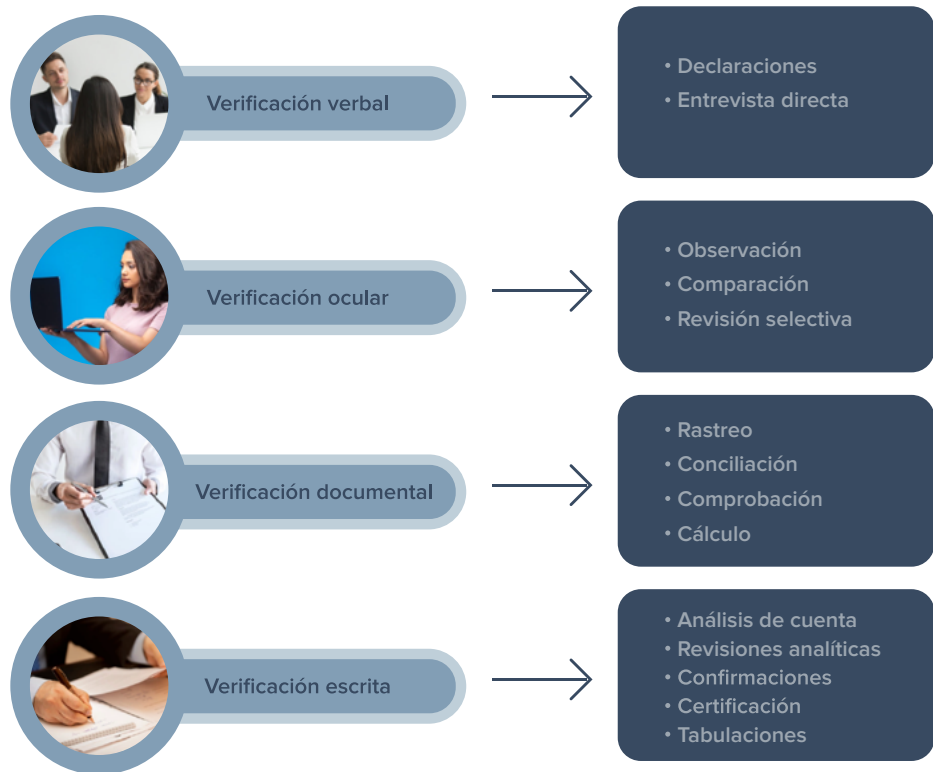 Verificación verbal
• Declaraciones
• Entrevista directa
Verificación ocular
• Observación
• Comparación
• Revisión selectiva
Verificación documental
• Rastreo
• Conciliación
• Comprobación
• Cálculo
Verificación escrita
• Análisis de cuenta
• Revisiones analíticas
• Confirmaciones
• Certificación
• Tabulaciones